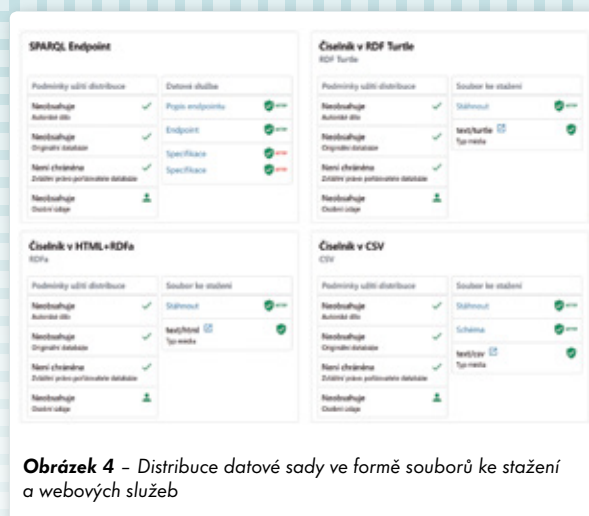 SPARQL Endpoint
Podmínky užití distribuce
Datová služba
Neobsahuje
Autorské dílo
Popis endpointu
Neobsahuje
Originální databáze
Endpoint
Není chráněna
Zvláštní právo pořizovatele databáze
Specifikace
Specifikace
Neobsahuje
Osobní údaje
Číselník v RDF Turtle
RDF Turtle
Podmínky užití distribuce
Soubor ke stažení
Neobsahuje
Autorské dílo
Stáhnout
Neobsahuje
Originální databáze
text/turtle
Typ média
Není chráněna
Zvláštní právo pořizovatele databáze
Neobsahuje
Osobní údaje
Číselník v HTML+RDFa
RDFa
Podmínky užití distribuce
Soubor ke stažení
Neobsahuje
Autorské dílo
Stáhnout
Neobsahuje
Originální databáze
text/html
Typ média
Není chráněna
Zvláštní právo pořizovatele databáze
Neobsahuje
Osobní údaje
Číselník v CSV
CSV
Podmínky užití distribuce
Soubor ke stažení
Neobsahuje
Autorské dílo
Stáhnout
Neobsahuje
Originální databáze
Schéma
Není chráněna
Zvláštní právo pořizovatele databáze
text/csv
Typ média
Neobsahuje
Osobní údaje
Obrázek 4 – Distribuce datové sady ve formě souborů ke stažení
a webových služeb